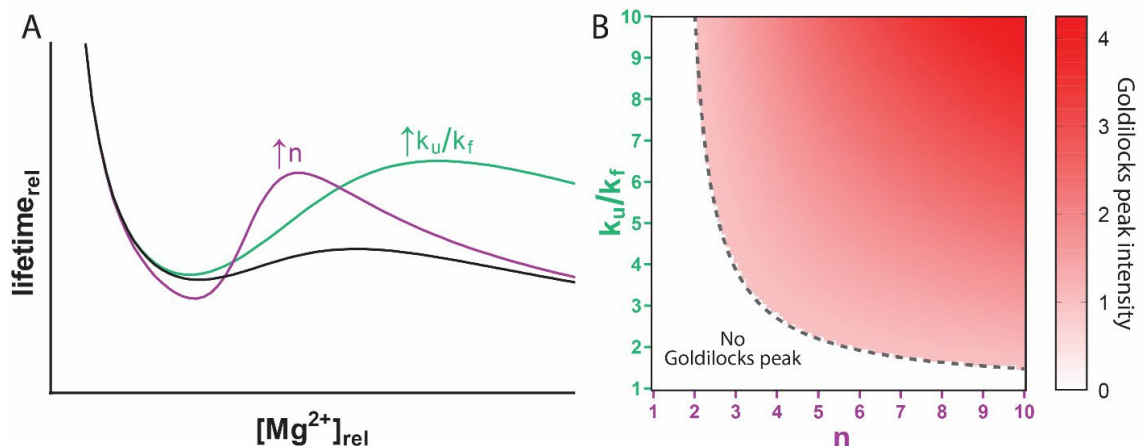 A
lifetime_rel
↑n
↑k_u/k_f
[Mg²⁺]_rel
B
k_u/k_f
10
9
8
7
6
5
4
3
2
1
No
Goldilocks peak
1 2 3 4 5 6 7 8 9 10
n
4
3
2
1
0
Goldilocks peak
intensity